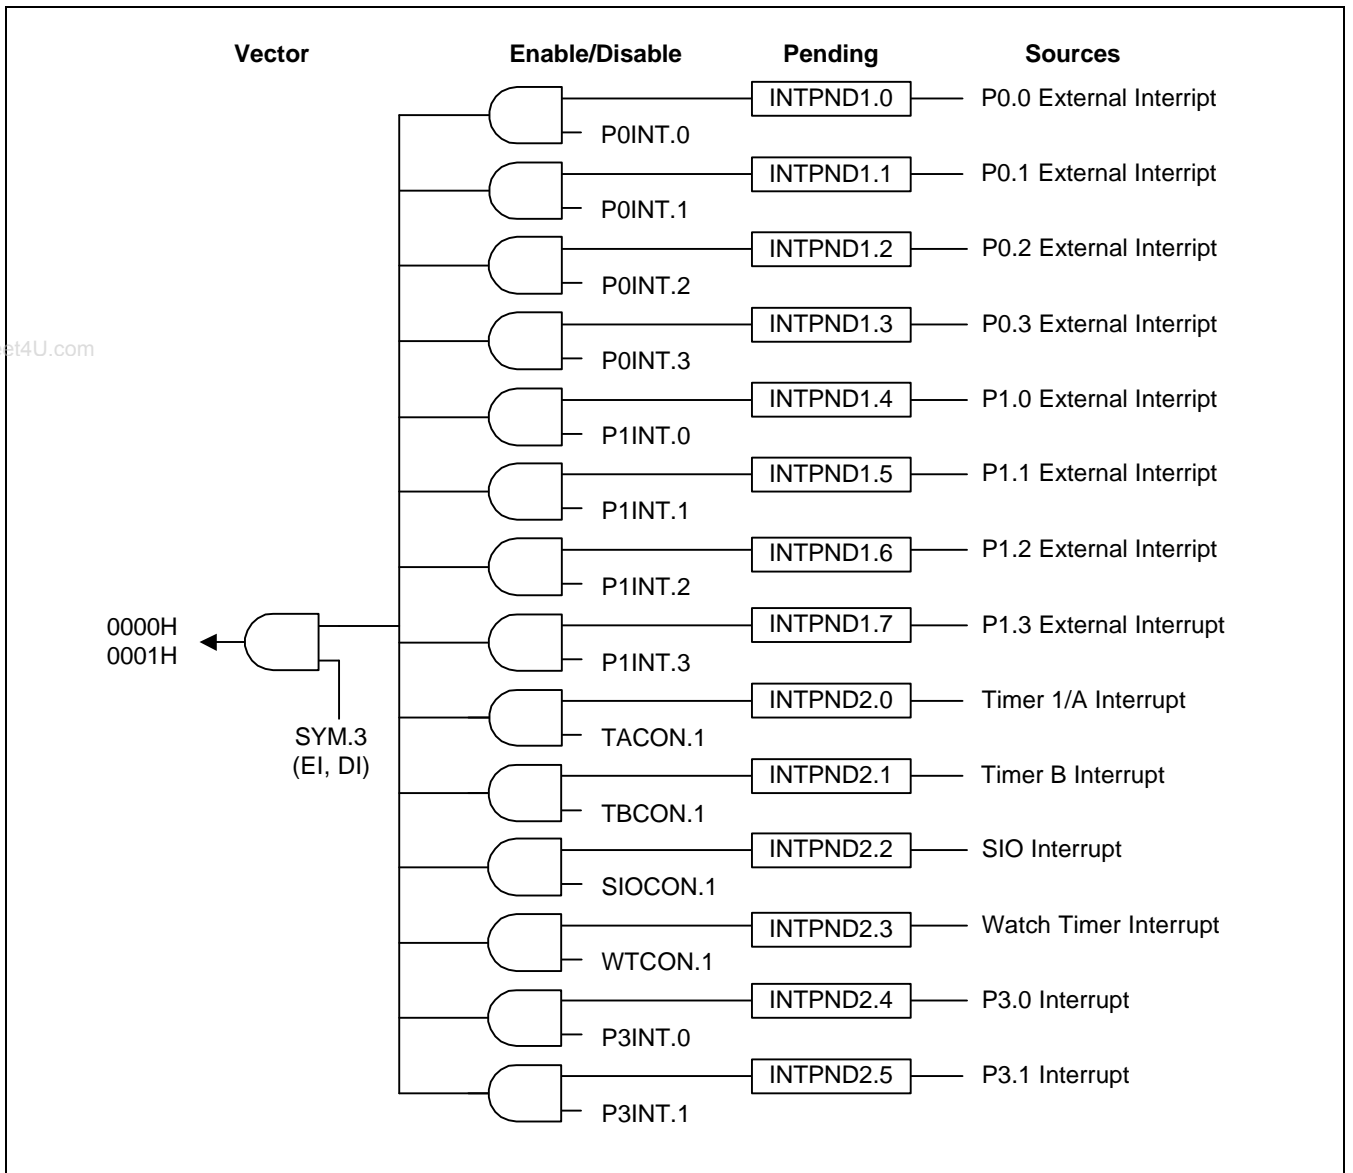 Vector Enable/Disable Pending Sources
INTPND1.0 P0.0 External Interript
P0INT.0
INTPND1.1 P0.1 External Interript
P0INT.1
INTPND1.2 P0.2 External Interript
P0INT.2
INTPND1.3 P0.3 External Interript
et4U.com
P0INT.3
INTPND1.4 P1.0 External Interript
P1INT.0
INTPND1.5 P1.1 External Interript
P1INT.1
INTPND1.6 P1.2 External Interript
P1INT.2
0000H
0001H
INTPND1.7 P1.3 External Interrupt
P1INT.3
INTPND2.0 Timer 1/A Interrupt
SYM.3
(EI, DI)
TACON.1
INTPND2.1 Timer B Interrupt
TBCON.1
INTPND2.2 SIO Interrupt
SIOCON.1
INTPND2.3 Watch Timer Interrupt
WTCON.1
INTPND2.4 P3.0 Interrupt
P3INT.0
INTPND2.5 P3.1 Interrupt
P3INT.1